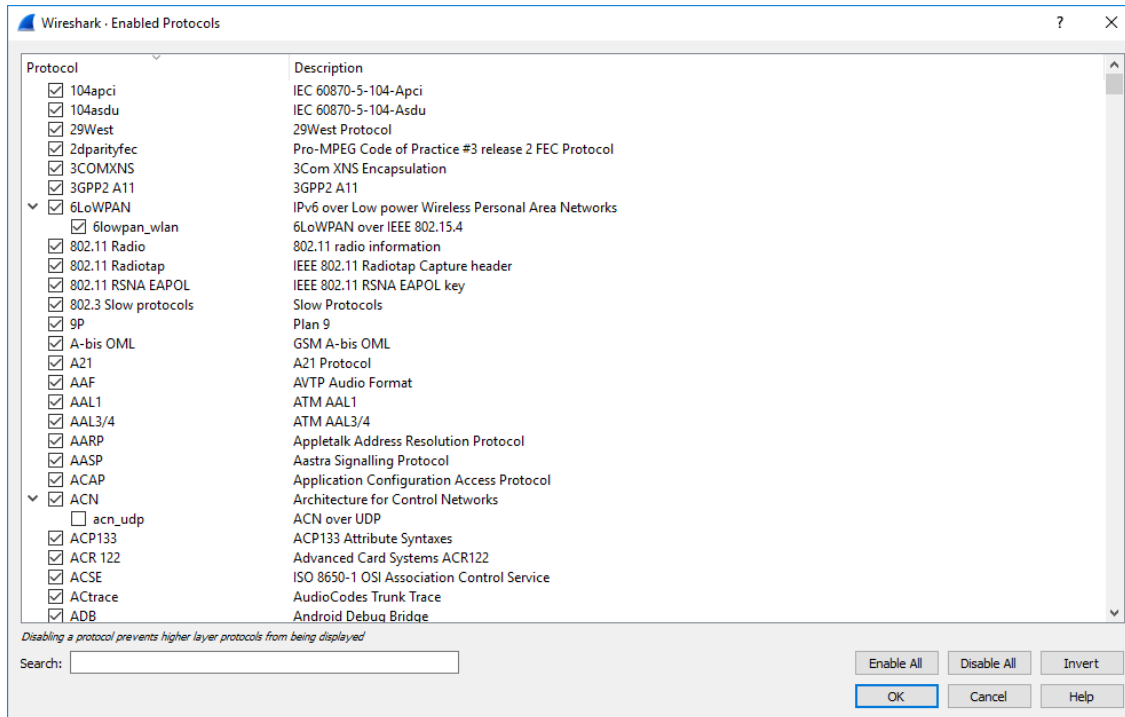 Wireshark · Enabled Protocols
Protocol Description
104apci IEC 60870-5-104-Apci
104asdu IEC 60870-5-104-Asdu
29West 29West Protocol
2dparityfec Pro-MPEG Code of Practice #3 release 2 FEC Protocol
3COMXNS 3Com XNS Encapsulation
3GPP2 A11 3GPP2 A11
6LoWPAN IPv6 over Low power Wireless Personal Area Networks
6lowpan_wlan 6LoWPAN over IEEE 802.15.4
802.11 Radio 802.11 radio information
802.11 Radiotap IEEE 802.11 Radiotap Capture header
802.11 RSNA EAPOL IEEE 802.11 RSNA EAPOL key
802.3 Slow protocols Slow Protocols
9P Plan 9
A-bis OML GSM A-bis OML
A21 A21 Protocol
AAF AVTP Audio Format
AAL1 ATM AAL1
AAL3/4 ATM AAL3/4
AARP Appletalk Address Resolution Protocol
AASP Aastra Signalling Protocol
ACAP Application Configuration Access Protocol
ACN Architecture for Control Networks
acn_udp ACN over UDP
ACP133 ACP133 Attribute Syntaxes
ACR 122 Advanced Card Systems ACR122
ACSE ISO 8650-1 OSI Association Control Service
ACtrace AudioCodes Trunk Trace
ADB Android Debug Bridge
Disabling a protocol prevents higher layer protocols from being displayed
Search: Enable All Disable All Invert
OK Cancel Help